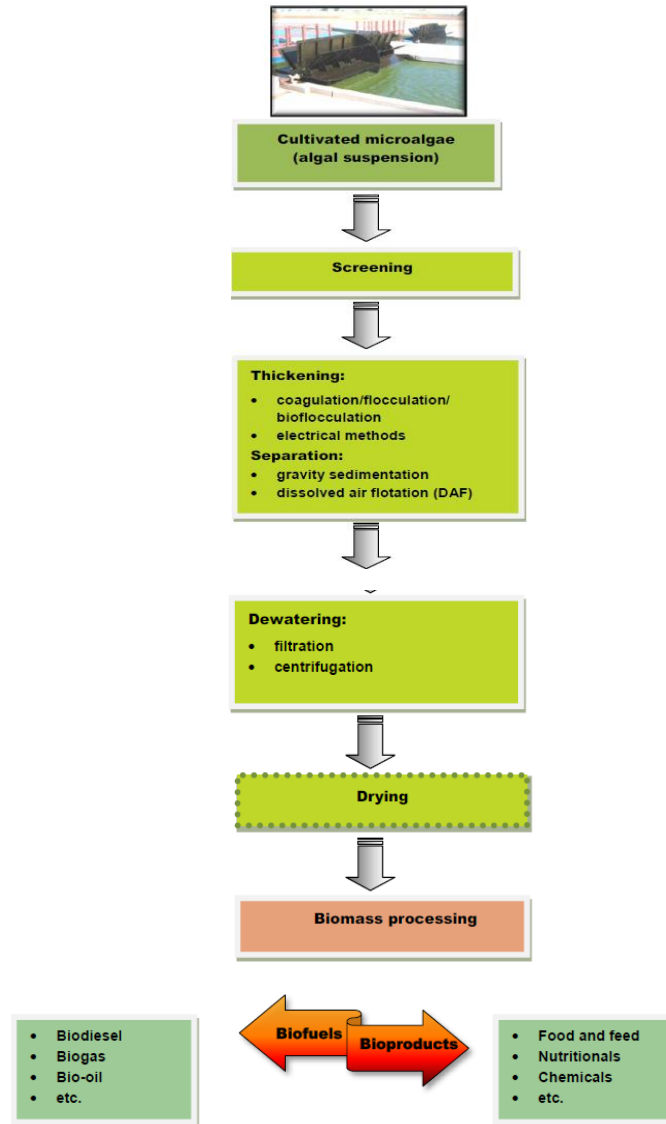 Cultivated microalgae
(algal suspension)
Screening
Thickening:
• coagulation/flocculation/
bioflocculation
• electrical methods
Separation:
• gravity sedimentation
• dissolved air flotation (DAF)
Dewatering:
• filtration
• centrifugation
Drying
Biomass processing
Biofuels
Bioproducts
• Biodiesel
• Biogas
• Bio-oil
• etc.
• Food and feed
• Nutritionals
• Chemicals
• etc.